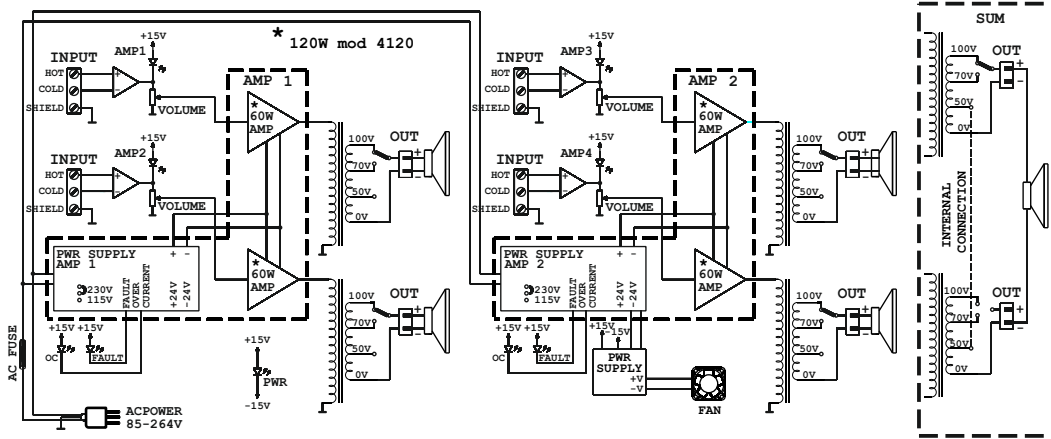 * 120W mod 4120
SUM
INPUT
HOT
COLD
SHIELD
AMP1
+15V
+
-
VOLUME
AMP 1
*
60W
AMP
100V
70V
50V
0V
OUT
+
-
INPUT
HOT
COLD
SHIELD
AMP2
+15V
+
-
VOLUME
PWR SUPPLY
AMP 1
230V
115V
FAULT
OVER
CURRENT
+24V
-24V
+ -
*
60W
AMP
100V
70V
50V
0V
OUT
+
-
+15V +15V
OC
FAULT
+15V
PWR
-15V
AC FUSE
ACPOWER
85-264V
INPUT
HOT
COLD
SHIELD
AMP3
+15V
+
-
VOLUME
AMP 2
*
60W
AMP
100V
70V
50V
0V
OUT
+
-
INPUT
HOT
COLD
SHIELD
AMP4
+15V
+
-
VOLUME
PWR SUPPLY
AMP 2
230V
115V
FAULT
OVER
CURRENT
+24V
-24V
+ -
*
60W
AMP
100V
70V
50V
0V
OUT
+
-
+15V +15V
OC
FAULT
+15V
-15V
PWR
SUPPLY
+V
-V
FAN
100V
70V
50V
0V
OUT
+
-
INTERNAL
CONNECTION
100V
70V
50V
0V
OUT
+
-